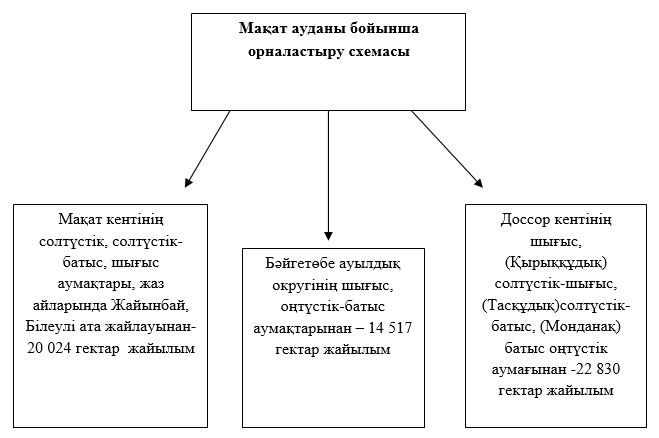 Мақат ауданы бойынша
орналастыру схемасы
Мақат кентінің
солтүстік, солтүстік-
батыс, шығыс
аумақтары, жаз
айларында Жайынбай,
Білеулі ата жайлауынан-
20 024 гектар жайылым
Бәйгетөбе ауылдық
округінің шығыс,
оңтүстік-батыс
аумақтарынан – 14 517
гектар жайылым
Доссор кентінің
шығыс,
(Қырыққұдық)
солтүстік-шығыс,
(Тасқұдық)солтүстік-
батыс, (Монданақ)
батыс оңтүстік
аумағынан -22 830
гектар жайылым